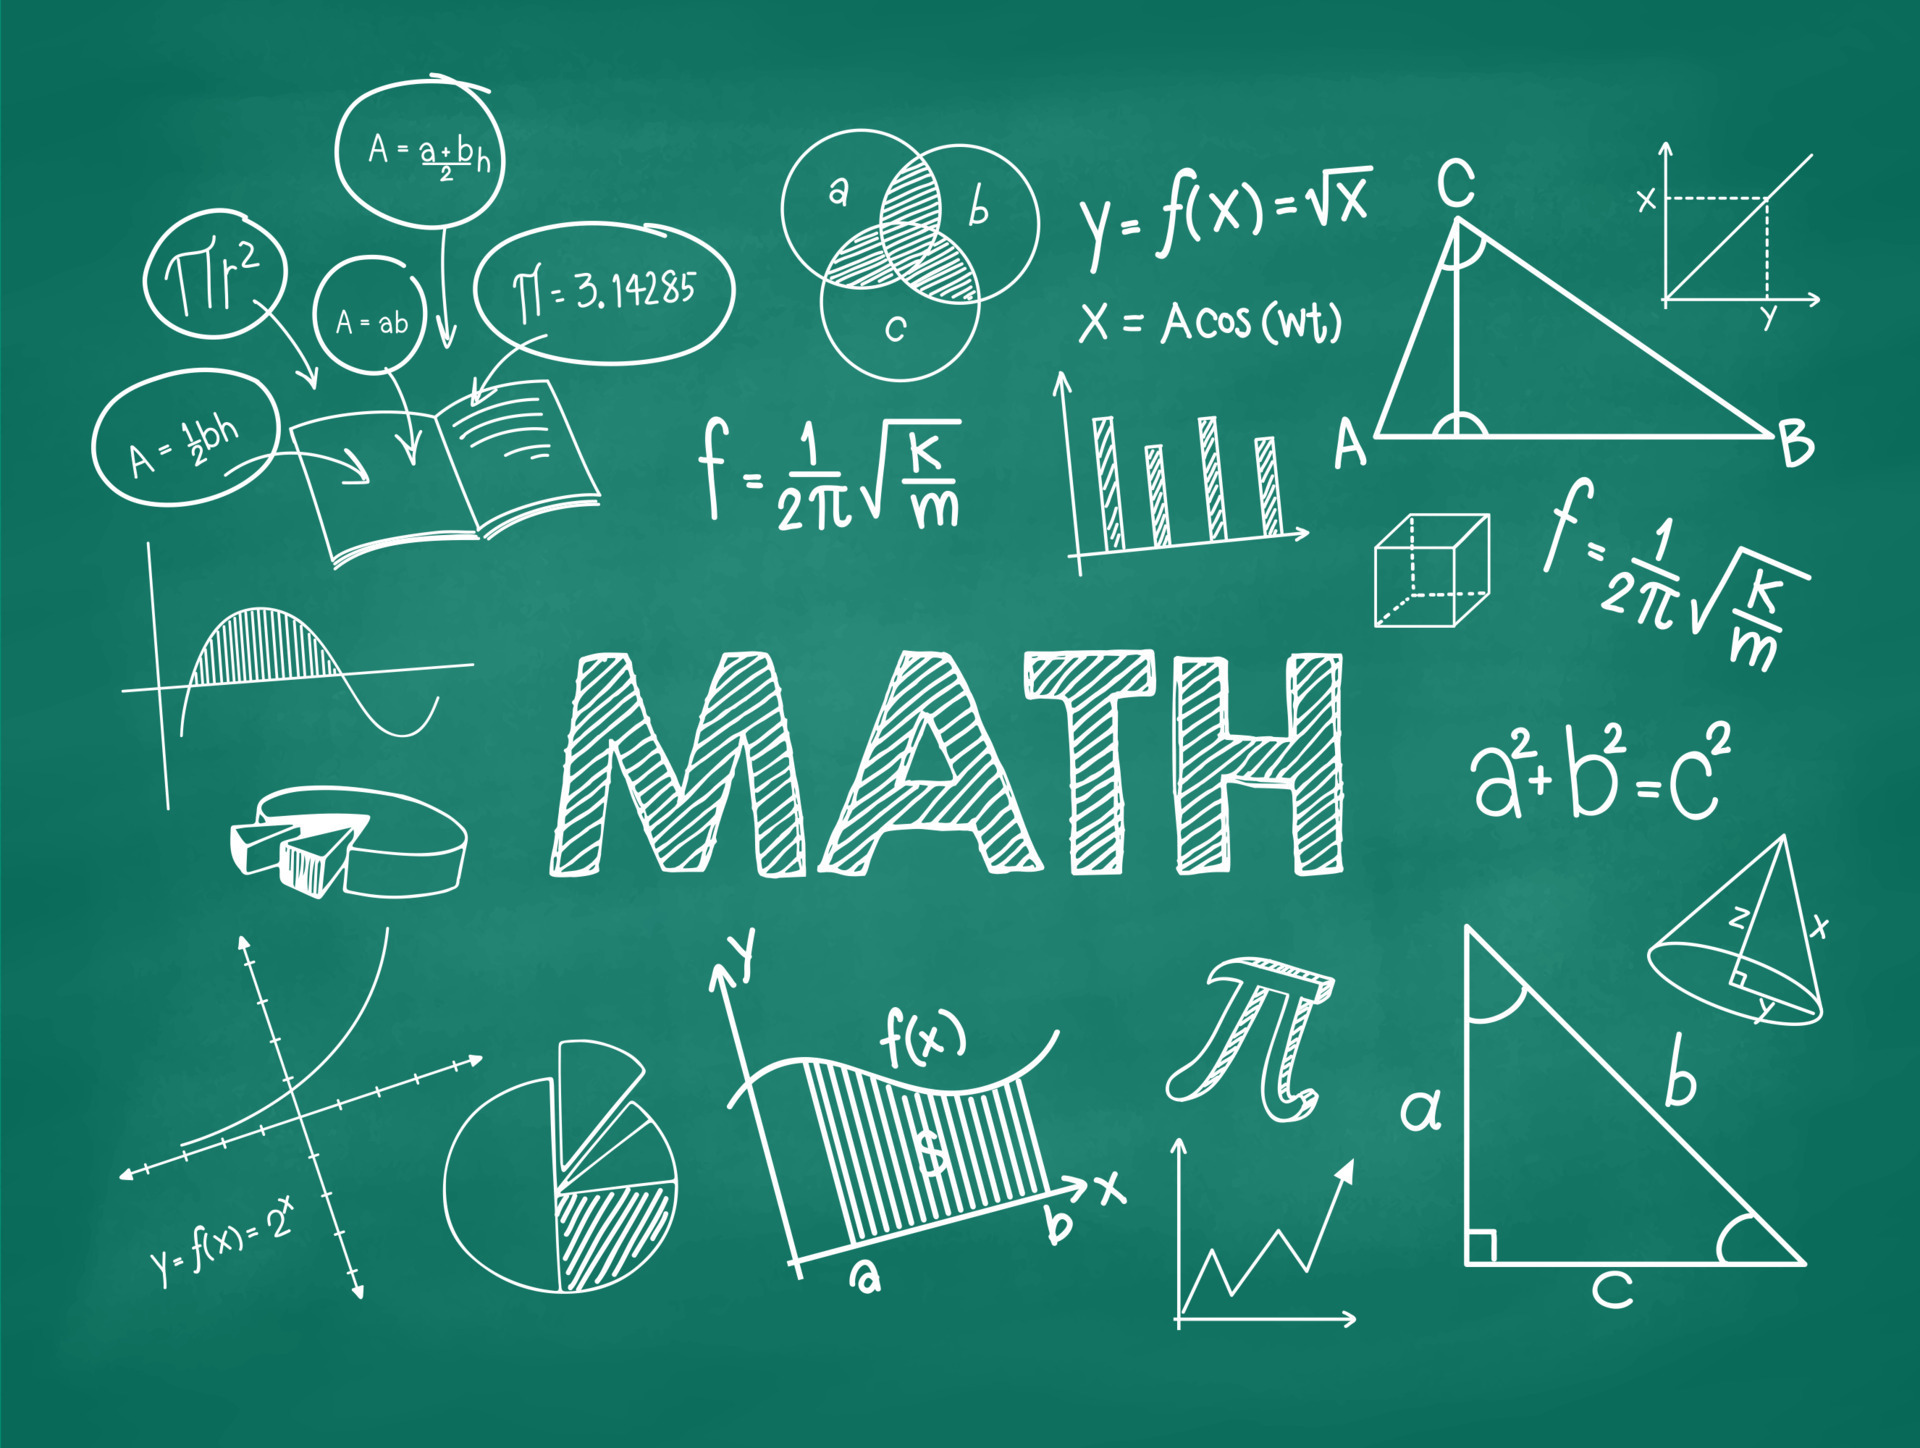 A = a+b/2 h
πr²
A = ab
π = 3.14285
A = ½bh
a
b
c
Y = f(x) = √x
X = Acos(wt)
C
A
B
X
Y
f = 1/2π √k/m
f = 1/2π √k/m
MATH
a² + b² = c²
Z
X
Y
Y = f(x) = 2ˣ
Y
f(x)
$
X
a
b
π
a
b
c